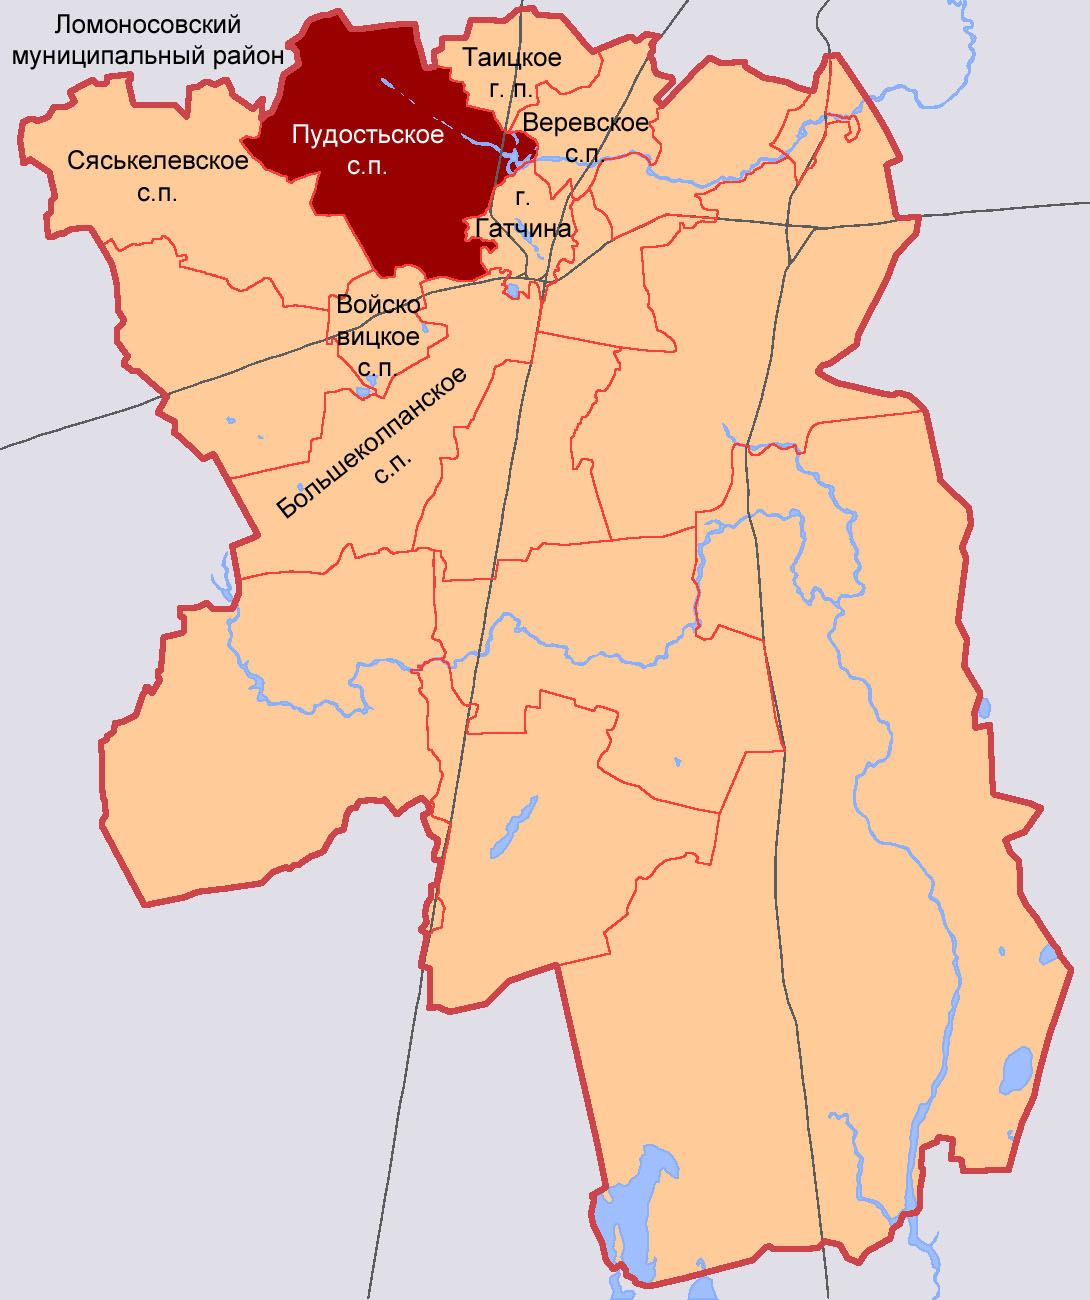 Ломоносовский
муниципальный район
Таицкое
г. п.
Веревское
с.п.
Пудостьское
с.п.
Сяськелевское
с.п.
г.
Гатчина
Войско
вицкое
с.п.
Большеколпанское
с.п.